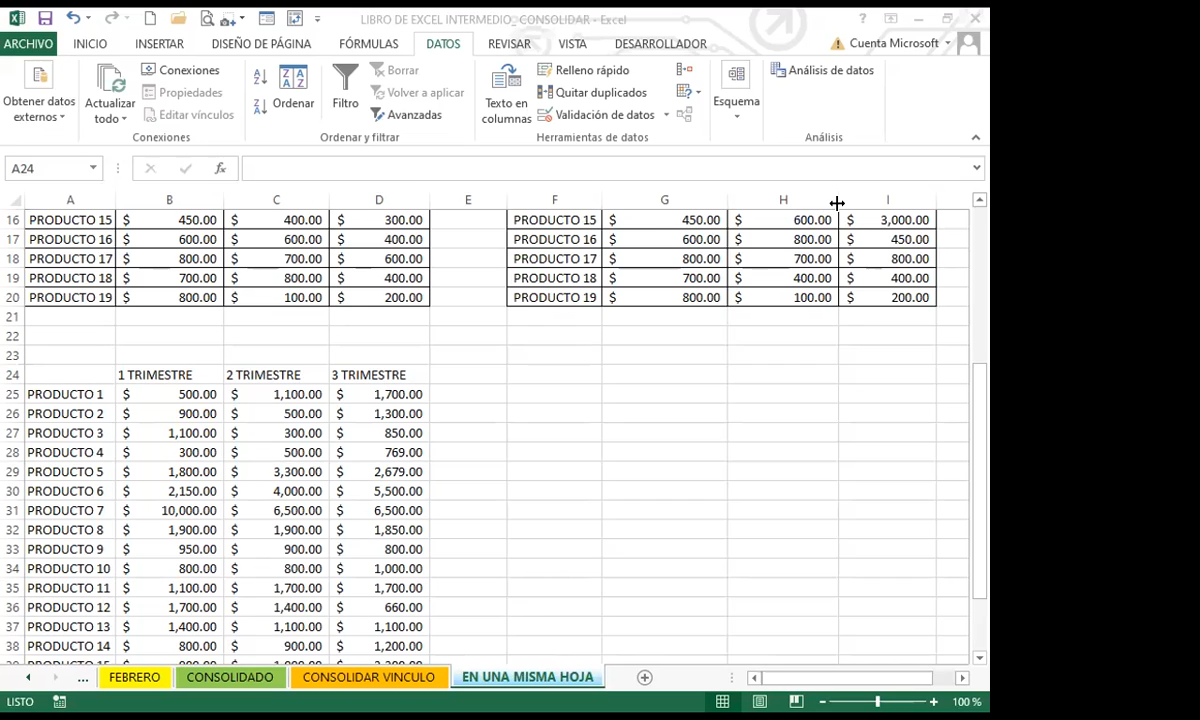 LIBRO DE EXCEL INTERMEDIO_ CONSOLIDAR - Excel
ARCHIVO INICIO INSERTAR DISEÑO DE PÁGINA FÓRMULAS DATOS REVISAR VISTA DESARROLLADOR Cuenta Microsoft
Obtener datos externos
Actualizar todo
Conexiones
Propiedades
Editar vínculos
Conexiones
Ordenar
Filtro
Borrar
Volver a aplicar
Avanzadas
Ordenar y filtrar
Texto en columnas
Relleno rápido
Quitar duplicados
Validación de datos
Herramientas de datos
Esquema
Análisis de datos
Análisis
A24 fx
A B C D E F G H I
16 PRODUCTO 15 $ 450.00 $ 400.00 $ 300.00 PRODUCTO 15 $ 450.00 $ 600.00 $ 3,000.00
17 PRODUCTO 16 $ 600.00 $ 600.00 $ 400.00 PRODUCTO 16 $ 600.00 $ 800.00 $ 450.00
18 PRODUCTO 17 $ 800.00 $ 700.00 $ 600.00 PRODUCTO 17 $ 800.00 $ 700.00 $ 800.00
19 PRODUCTO 18 $ 700.00 $ 800.00 $ 400.00 PRODUCTO 18 $ 700.00 $ 400.00 $ 400.00
20 PRODUCTO 19 $ 800.00 $ 100.00 $ 200.00 PRODUCTO 19 $ 800.00 $ 100.00 $ 200.00
21
22
23
24 1 TRIMESTRE 2 TRIMESTRE 3 TRIMESTRE
25 PRODUCTO 1 $ 500.00 $ 1,100.00 $ 1,700.00
26 PRODUCTO 2 $ 900.00 $ 500.00 $ 1,300.00
27 PRODUCTO 3 $ 1,100.00 $ 300.00 $ 850.00
28 PRODUCTO 4 $ 300.00 $ 500.00 $ 769.00
29 PRODUCTO 5 $ 1,800.00 $ 3,300.00 $ 2,679.00
30 PRODUCTO 6 $ 2,150.00 $ 4,000.00 $ 5,500.00
31 PRODUCTO 7 $ 10,000.00 $ 6,500.00 $ 6,500.00
32 PRODUCTO 8 $ 1,900.00 $ 1,900.00 $ 1,850.00
33 PRODUCTO 9 $ 950.00 $ 900.00 $ 800.00
34 PRODUCTO 10 $ 800.00 $ 800.00 $ 1,000.00
35 PRODUCTO 11 $ 1,100.00 $ 1,700.00 $ 1,700.00
36 PRODUCTO 12 $ 1,700.00 $ 1,400.00 $ 660.00
37 PRODUCTO 13 $ 1,400.00 $ 1,100.00 $ 1,100.00
38 PRODUCTO 14 $ 800.00 $ 900.00 $ 1,200.00
... FEBRERO CONSOLIDADO CONSOLIDAR VINCULO EN UNA MISMA HOJA
LISTO 100 %